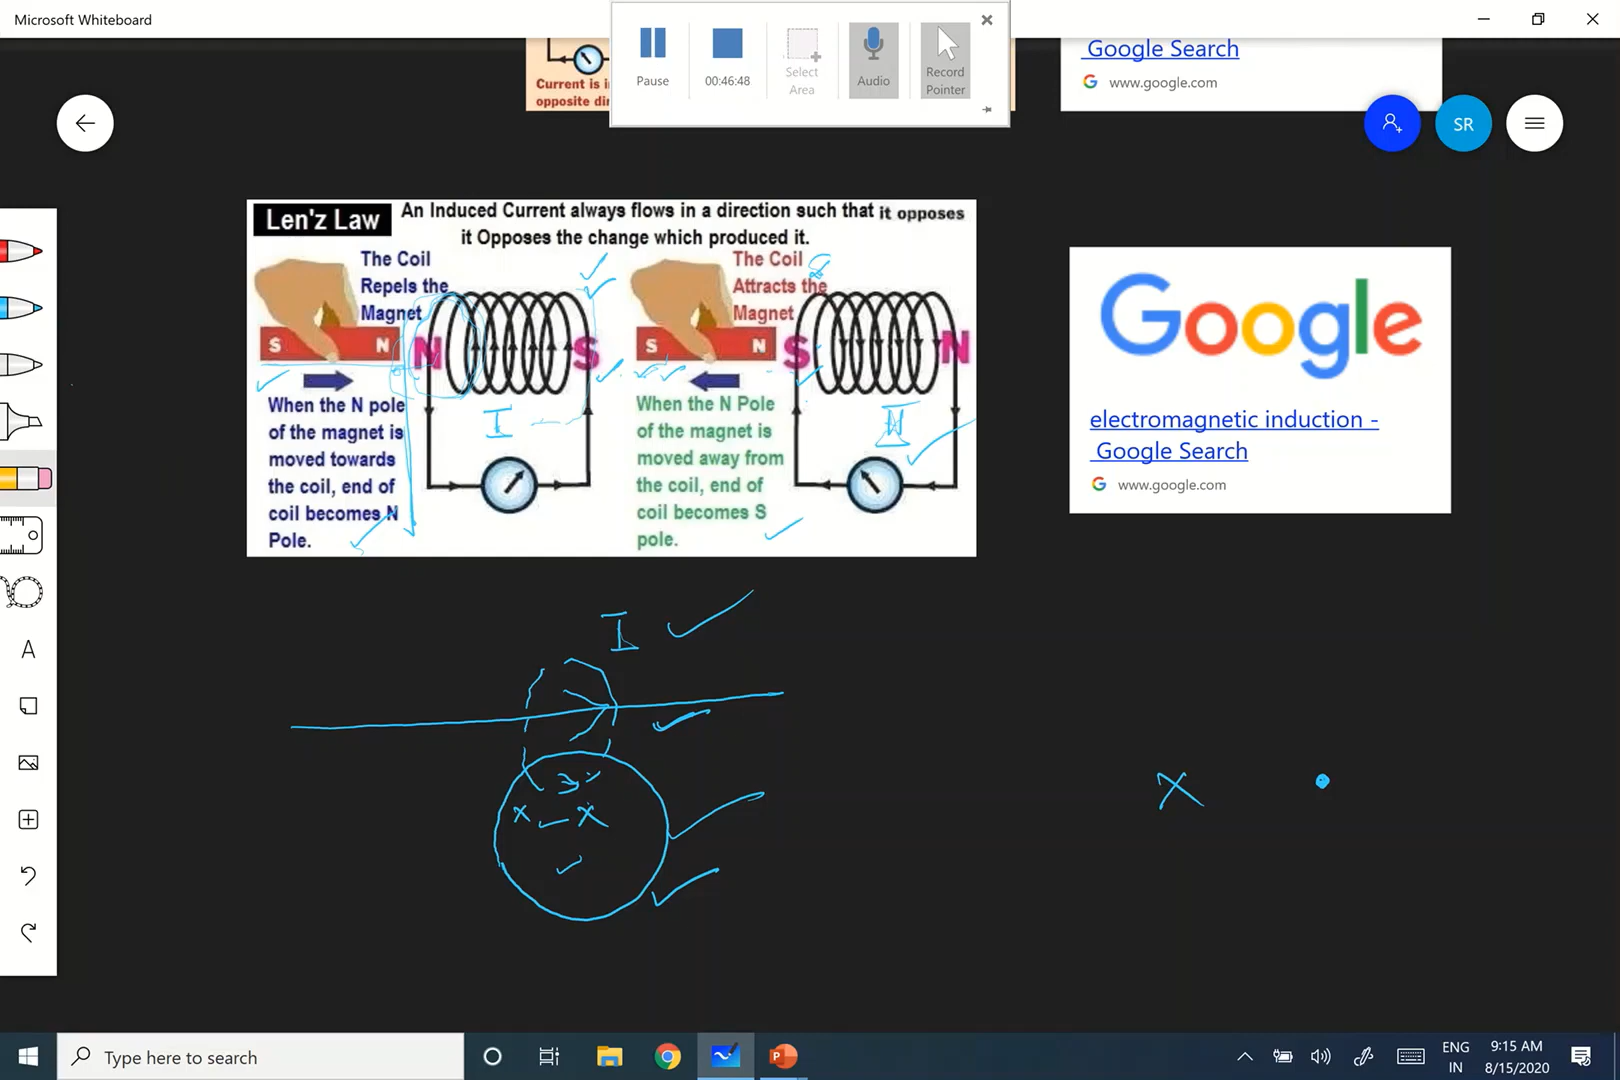 Microsoft Whiteboard
Pause
00:46:48
Select
Area
Audio
Record
Pointer
Current is i
opposite di
Google Search
www.google.com
SR
Len'z Law
An Induced Current always flows in a direction such that it opposes
it Opposes the change which produced it.
The Coil
Repels the
Magnet
S N
N
S
I
When the N pole
of the magnet is
moved towards
the coil, end of
coil becomes N
Pole.
The Coil
Attracts the
Magnet
S N
S
N
II
When the N Pole
of the magnet is
moved away from
the coil, end of
coil becomes S
pole.
Google
electromagnetic induction -
Google Search
www.google.com
I
x x
x
A
Type here to search
ENG
IN
9:15 AM
8/15/2020